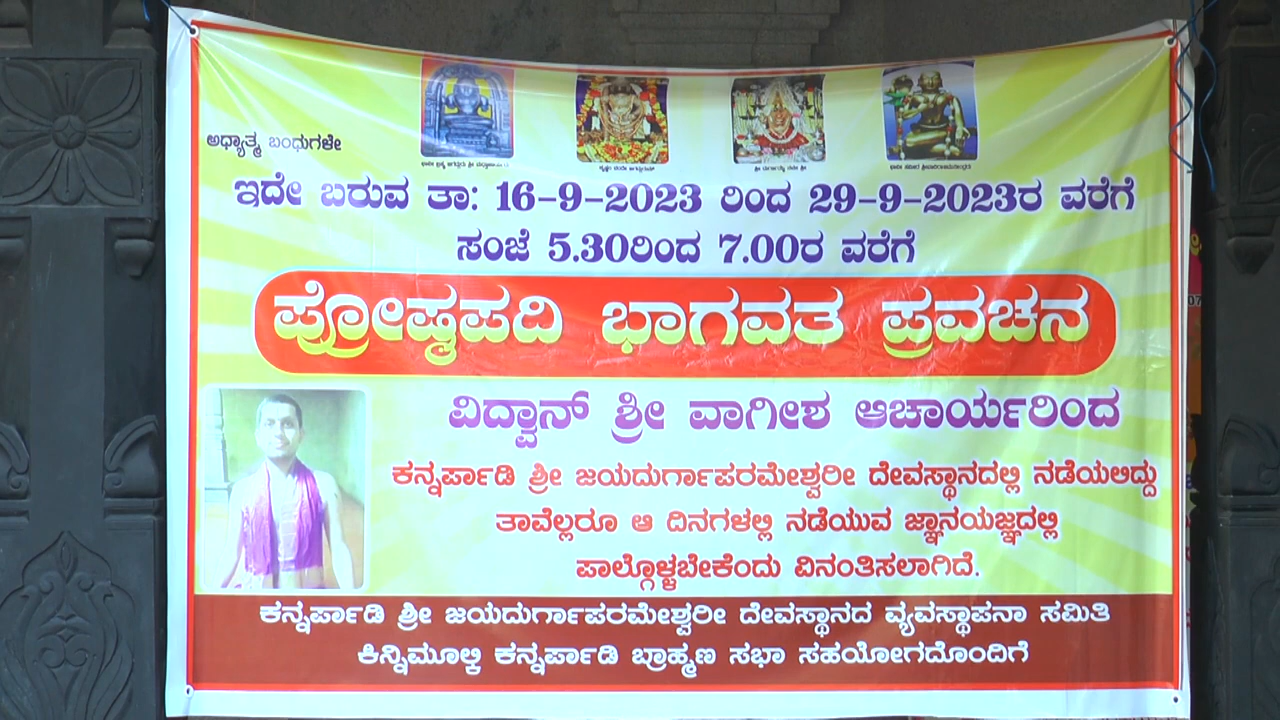 ಅಧ್ಯಾತ್ಮ ಬಂಧುಗಳೇ
ಇದೇ ಬರುವ ತಾ: 16-9-2023 ರಿಂದ 29-9-2023ರ ವರೆಗೆ
ಸಂಜೆ 5.30ರಿಂದ 7.00ರ ವರೆಗೆ
ಪ್ರೋಷ್ಠಪದಿ ಭಾಗವತ ಪ್ರವಚನ
ವಿದ್ವಾನ್ ಶ್ರೀ ವಾಗೀಶ ಆಚಾರ್ಯರಿಂದ
ಕನ್ನರ್ಪಾಡಿ ಶ್ರೀ ಜಯದುರ್ಗಾಪರಮೇಶ್ವರೀ ದೇವಸ್ಥಾನದಲ್ಲಿ ನಡೆಯಲಿದ್ದು
ತಾವೆಲ್ಲರೂ ಆ ದಿನಗಳಲ್ಲಿ ನಡೆಯುವ ಜ್ಞಾನಯಜ್ಞದಲ್ಲಿ
ಪಾಲ್ಗೊಳ್ಳಬೇಕೆಂದು ವಿನಂತಿಸಲಾಗಿದೆ.
ಕನ್ನರ್ಪಾಡಿ ಶ್ರೀ ಜಯದುರ್ಗಾಪರಮೇಶ್ವರೀ ದೇವಸ್ಥಾನದ ವ್ಯವಸ್ಥಾಪನಾ ಸಮಿತಿ
ಕಿನ್ನಿಮೂಲ್ಕಿ ಕನ್ನರ್ಪಾಡಿ ಬ್ರಾಹ್ಮಣ ಸಭಾ ಸಹಯೋಗದೊಂದಿಗೆ